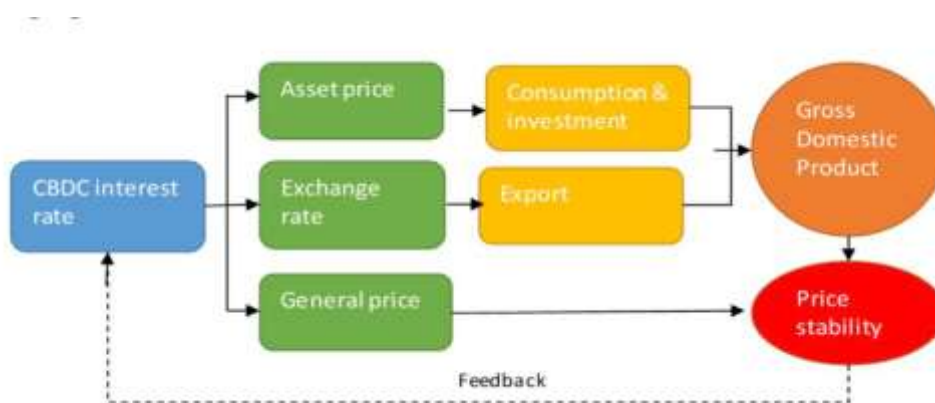 Asset price
Consumption &
investment
Gross
Domestic
Product
CBDC interest
rate
Exchange
rate
Export
General price
Price
stability
Feedback